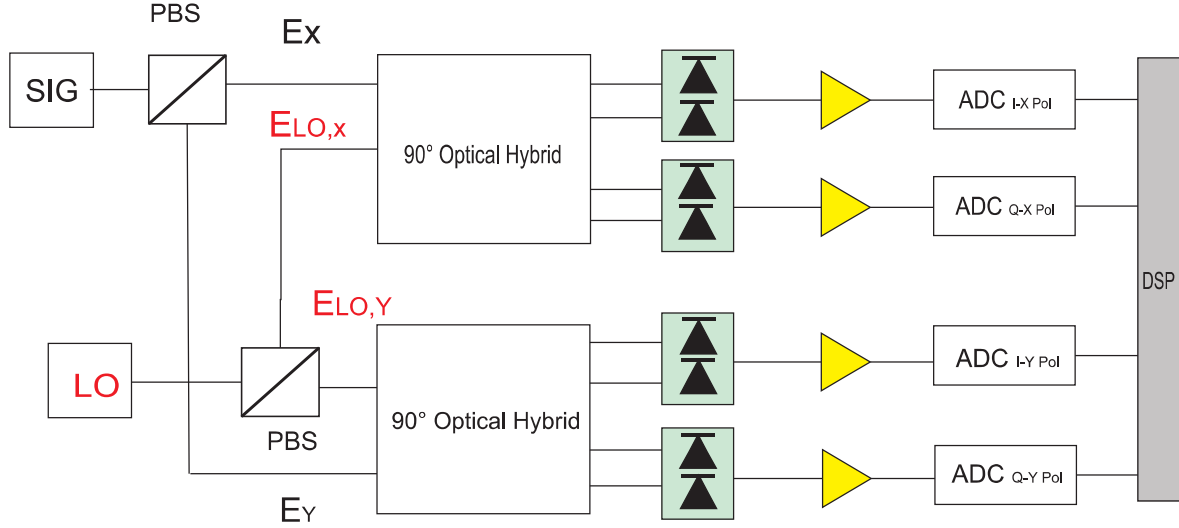 PBS
Ex
SIG
ELO,x
90° Optical Hybrid
ADC I-X Pol
ADC Q-X Pol
DSP
ELO,Y
LO
PBS
90° Optical Hybrid
ADC I-Y Pol
ADC Q-Y Pol
EY